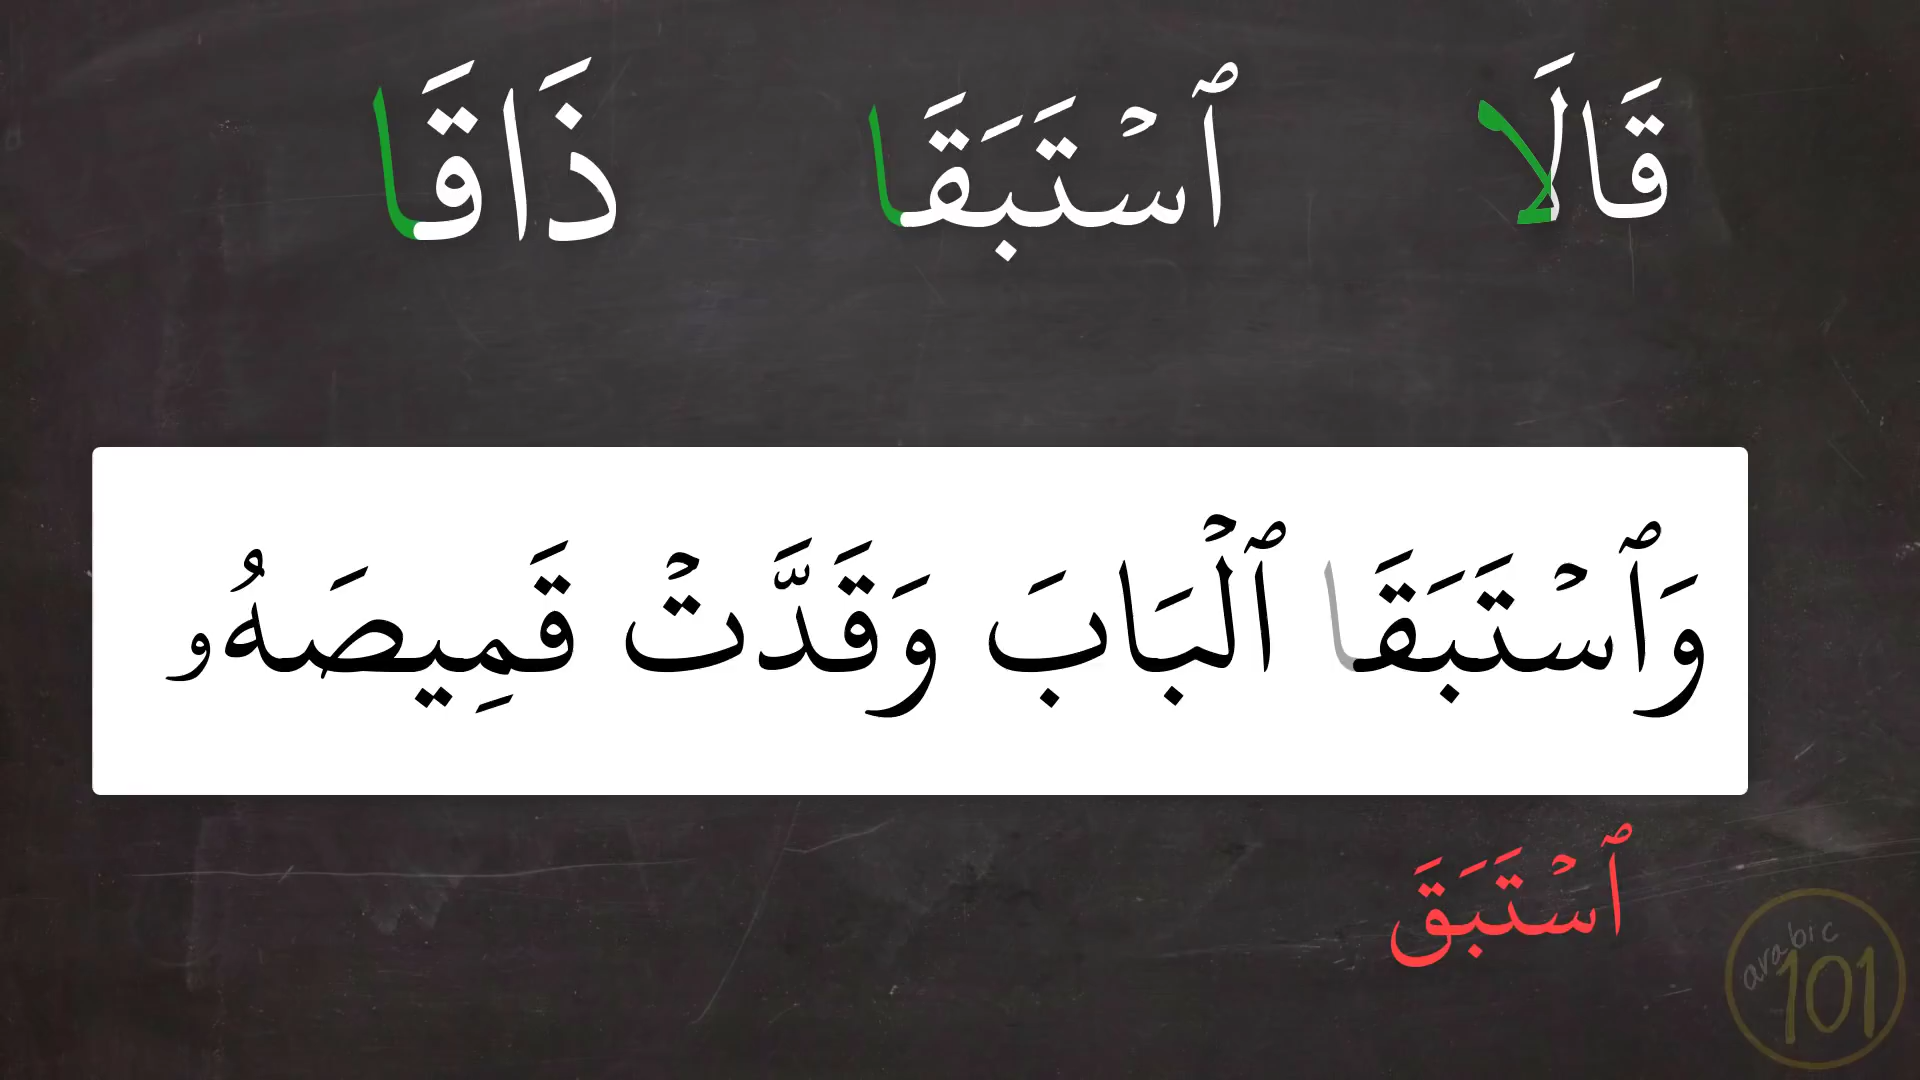 قَالَا ٱسْتَبَقَا ذَاقَا
وَٱسْتَبَقَا ٱلْبَابَ وَقَدَّتْ قَمِيصَهُۥ
ٱسْتَبَقَ
arabic
101